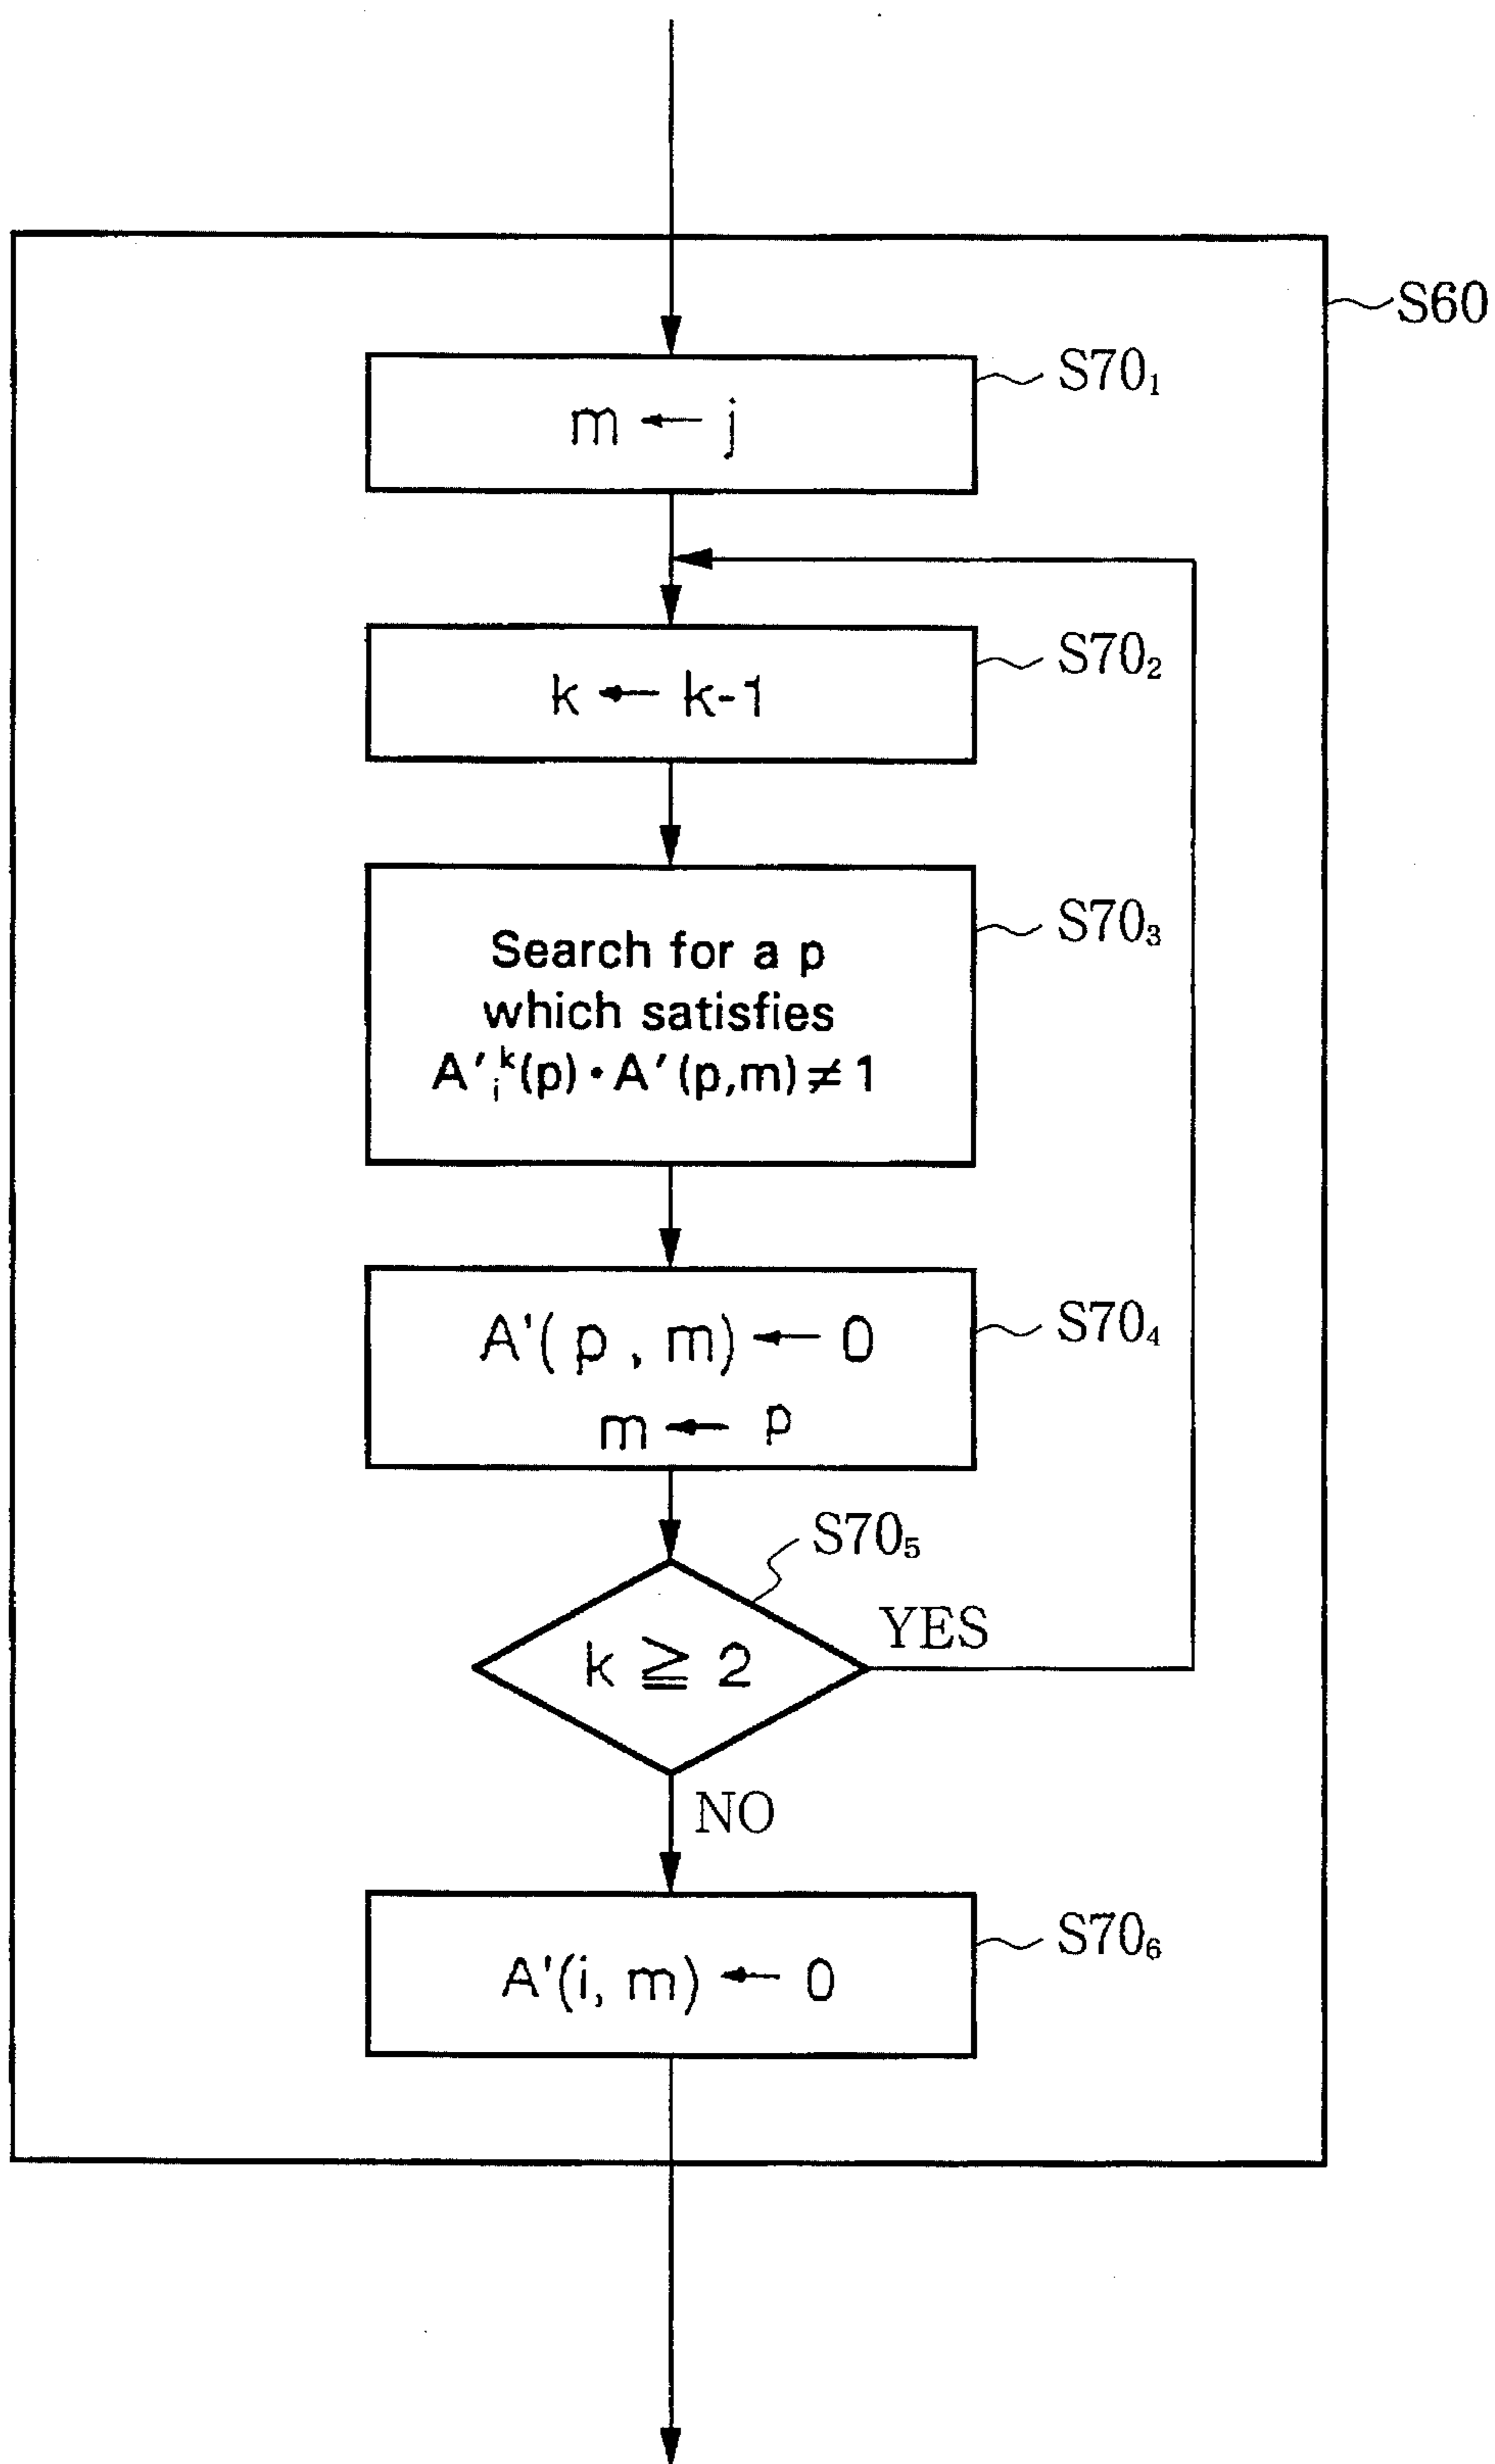 S60
S70₁
m ← j
S70₂
k ← k-1
S70₃
Search for a p
which satisfies
A'ᵢᵏ(p)・A'(p,m)≠1
S70₄
A'( p , m) ← 0
m ← p
S70₅
k ≧ 2
YES
NO
S70₆
A'(i, m) ← 0